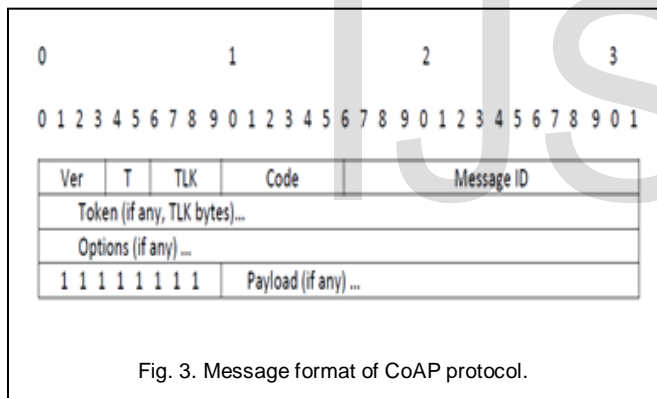 0 1 2 3
0 1 2 3 4 5 6 7 8 9 0 1 2 3 4 5 6 7 8 9 0 1 2 3 4 5 6 7 8 9 0 1
Ver T TLK Code Message ID
Token (if any, TLK bytes)...
Options (if any) ...
1 1 1 1 1 1 1 1 Payload (if any) ...
Fig. 3. Message format of CoAP protocol.
IJS